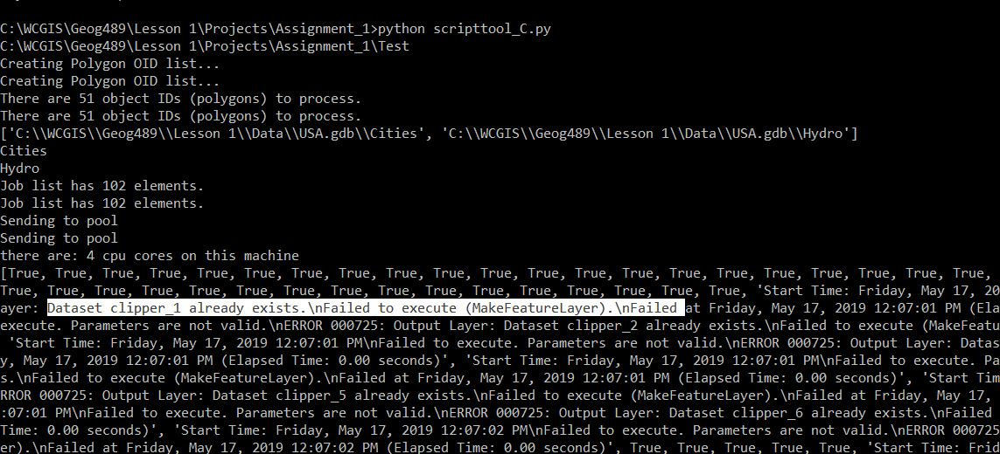 C:\WCGIS\Geog489\Lesson 1\Projects\Assignment_1>python scripttool_C.py
C:\WCGIS\Geog489\Lesson 1\Projects\Assignment_1\Test
Creating Polygon OID list...
Creating Polygon OID list...
There are 51 object IDs (polygons) to process.
There are 51 object IDs (polygons) to process.
['C:\\WCGIS\\Geog489\\Lesson 1\\Data\\USA.gdb\\Cities', 'C:\\WCGIS\\Geog489\\Lesson 1\\Data\\USA.gdb\\Hydro']
Cities
Hydro
Job list has 102 elements.
Job list has 102 elements.
Sending to pool
Sending to pool
there are: 4 cpu cores on this machine
[True, True, True, True, True, True, True, True, True, True, True, True, True, True, True, True, True, True, True, True, True,
True, True, True, True, True, True, True, True, True, True, True, True, True, True, True, True, 'Start Time: Friday, May 17, 20
ayer: Dataset clipper_1 already exists.\nFailed to execute (MakeFeatureLayer).\nFailed at Friday, May 17, 2019 12:07:01 PM (Ela
execute. Parameters are not valid.\nERROR 000725: Output Layer: Dataset clipper_2 already exists.\nFailed to execute (MakeFeatu
'Start Time: Friday, May 17, 2019 12:07:01 PM\nFailed to execute. Parameters are not valid.\nERROR 000725: Output Layer: Datas
y, May 17, 2019 12:07:01 PM (Elapsed Time: 0.00 seconds)', 'Start Time: Friday, May 17, 2019 12:07:01 PM\nFailed to execute. Pa
s.\nFailed to execute (MakeFeatureLayer).\nFailed at Friday, May 17, 2019 12:07:01 PM (Elapsed Time: 0.00 seconds)', 'Start Tim
RROR 000725: Output Layer: Dataset clipper_5 already exists.\nFailed to execute (MakeFeatureLayer).\nFailed at Friday, May 17,
:07:01 PM\nFailed to execute. Parameters are not valid.\nERROR 000725: Output Layer: Dataset clipper_6 already exists.\nFailed
Time: 0.00 seconds)', 'Start Time: Friday, May 17, 2019 12:07:02 PM\nFailed to execute. Parameters are not valid.\nERROR 000725
er).\nFailed at Friday, May 17, 2019 12:07:02 PM (Elapsed Time: 0.00 seconds)', True, True, True, True, True, 'Start Time: Frid